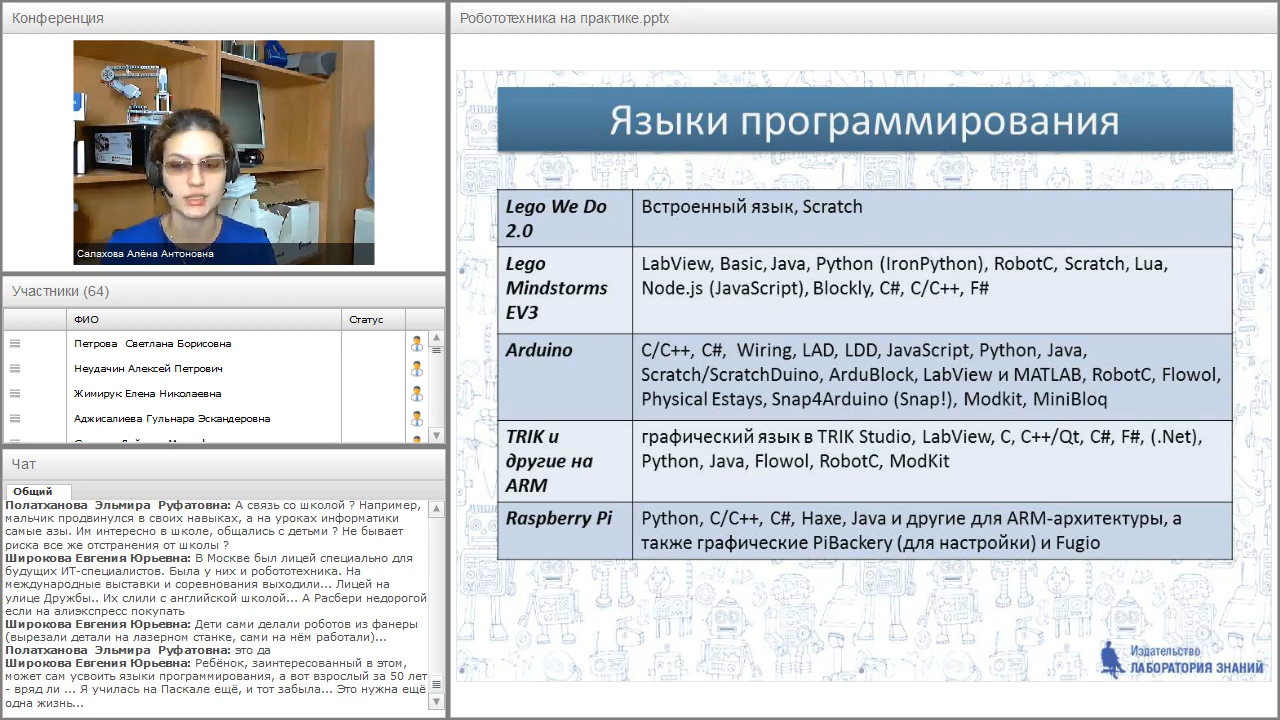 Конференция
Салахова Алёна Антоновна
Участники (64)
ФИО
Статус
Петрова Светлана Борисовна
Неудачин Алексей Петрович
Жимирук Елена Николаевна
Аджисалиева Гульнара Эскандеровна
Чат
Общий
Полатханова Эльмира Руфатовна: А связь со школой ? Например,
мальчик продвинулся в своих навыках, а на уроках информатики
самые азы. Им интересно в школе, общались с детьми ? Не бывает
риска все же отстранения от школы ?
Широкова Евгения Юрьевна: В Москве был лицей специально для
будущих ИТ-специалистов. Была у них и робототехника. На
международные выставки и соревнования выходили... Лицей на
улице Дружбы.. Их слили с английской школой... А Расбери недорогой
если на алиэкспресс покупать
Широкова Евгения Юрьевна: Дети сами делали роботов из фанеры
(вырезали детали на лазерном станке, сами на нём работали)...
Полатханова Эльмира Руфатовна: это да
Широкова Евгения Юрьевна: Ребёнок, заинтересованный в этом,
может сам усвоить языки программирования, а вот взрослый за 50 лет
вряд ли ... Я училась на Паскале ещё, и то забыла... Это нужна ещё
одна жизнь...
Робототехника на практике.pptx
Языки программирования
Lego We Do
2.0
Встроенный язык, Scratch
Lego
Mindstorms
EV3
LabView, Basic, Java, Python (IronPython), RobotC, Scratch, Lua,
Node.js (JavaScript), Blockly, C#, C/C++, F#
Arduino
C/C++, C#, Wiring, LAD, LDD, JavaScript, Python, Java,
Scratch/ScratchDuino, ArduBlock, LabView и MATLAB, RobotC, Flowol,
Physical Estays, Snap4Arduino (Snap!), Modkit, MiniBloq
TRIK и
другие на
ARM
графический язык в TRIK Studio, LabView, C, C++/Qt, C#, F#, (.Net),
Python, Java, Flowol, RobotC, ModKit
Raspberry Pi
Python, C/C++, C#, Haxe, Java и другие для ARM-архитектуры, а
также графические PiBackery (для настройки) и Fugio
Издательство
ЛАБОРАТОРИЯ ЗНАНИЙ